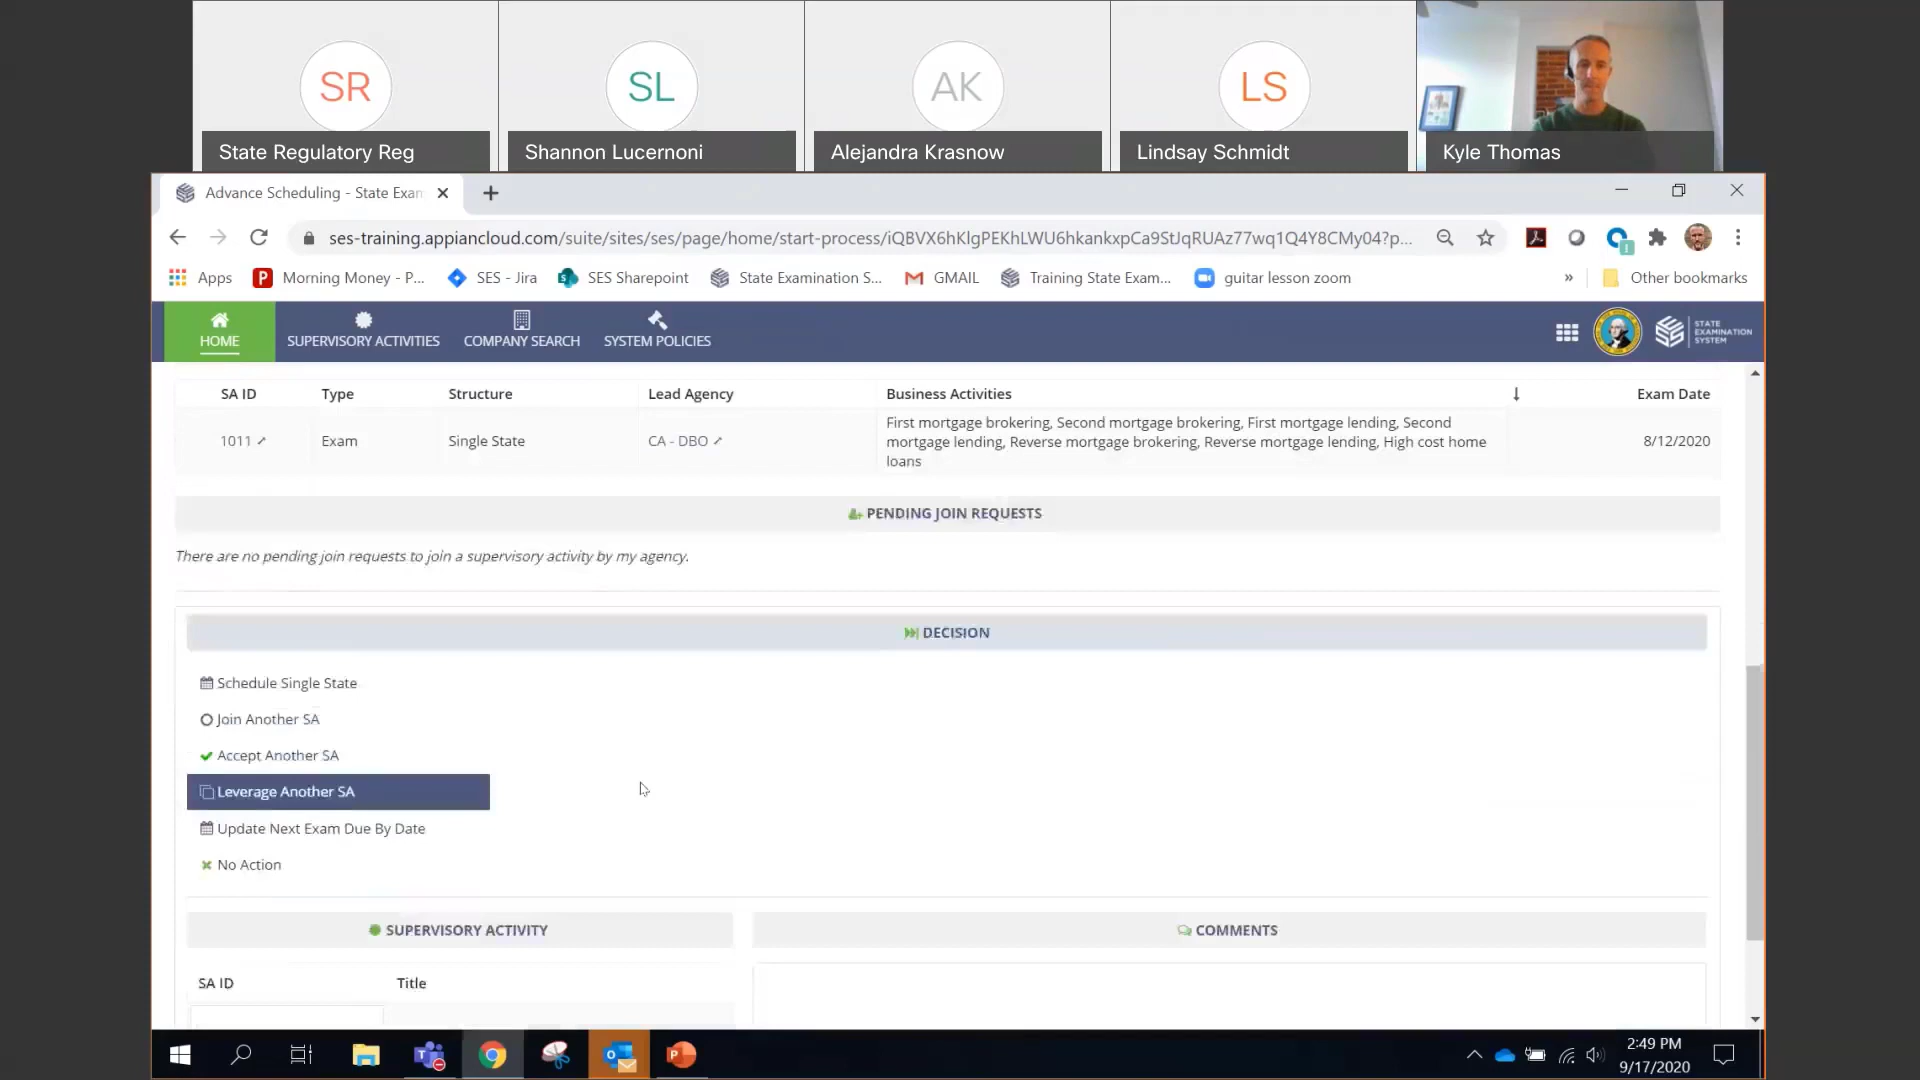 SR
SL
AK
LS
State Regulatory Reg
Shannon Lucernoni
Alejandra Krasnow
Lindsay Schmidt
Kyle Thomas
Advance Scheduling - State Exam
ses-training.appiancloud.com/suite/sites/ses/page/home/start-process/iQBVX6hKlgPEKhLWU6hkankxpCa9StJqRUAz77wq1Q4Y8CMy04?p...
Apps
Morning Money - P...
SES - Jira
SES Sharepoint
State Examination S...
GMAIL
Training State Exam...
guitar lesson zoom
»
Other bookmarks
HOME
SUPERVISORY ACTIVITIES
COMPANY SEARCH
SYSTEM POLICIES
STATE
EXAMINATION
SYSTEM
SA ID Type Structure Lead Agency Business Activities Exam Date
1011 Exam Single State CA - DBO
First mortgage brokering, Second mortgage brokering, First mortgage lending, Second
mortgage lending, Reverse mortgage brokering, Reverse mortgage lending, High cost home
loans
8/12/2020
PENDING JOIN REQUESTS
There are no pending join requests to join a supervisory activity by my agency.
DECISION
Schedule Single State
Join Another SA
Accept Another SA
Leverage Another SA
Update Next Exam Due By Date
No Action
SUPERVISORY ACTIVITY
COMMENTS
SA ID Title
2:49 PM
9/17/2020